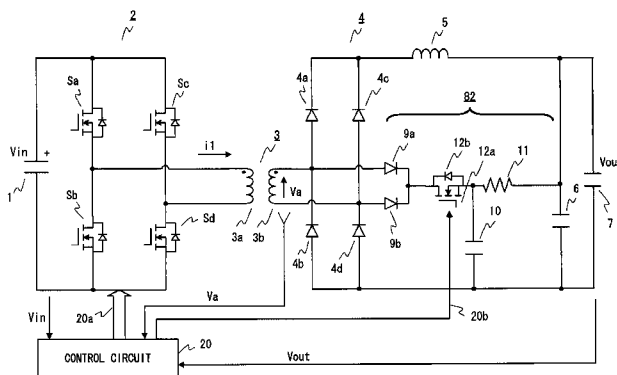 2
4
5
Sa
Sc
4a
4c
82
Vin
+
i1
3
9a
12b
12a
11
Vou
1
Va
10
6
7
Sb
Sd
3a
3b
4b
4d
9b
Vin
20a
Va
20b
CONTROL CIRCUIT
20
Vout